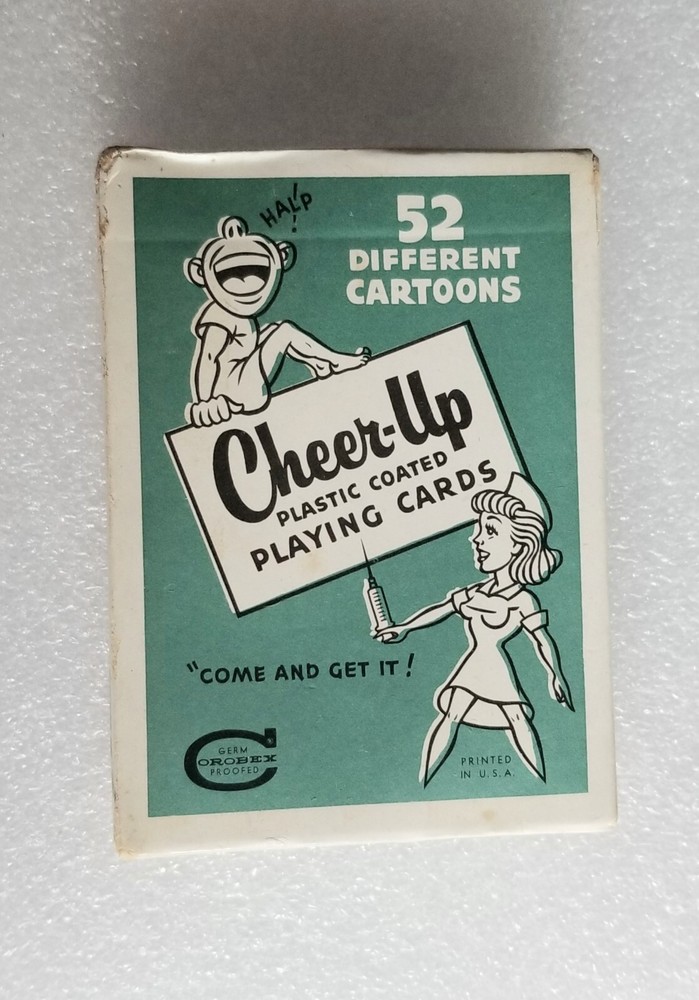 HALP!
52
DIFFERENT
CARTOONS
Cheer-Up
PLASTIC COATED
PLAYING CARDS
"COME AND GET IT!
GERM
COROBEX
PROOFED
PRINTED
IN U.S.A.